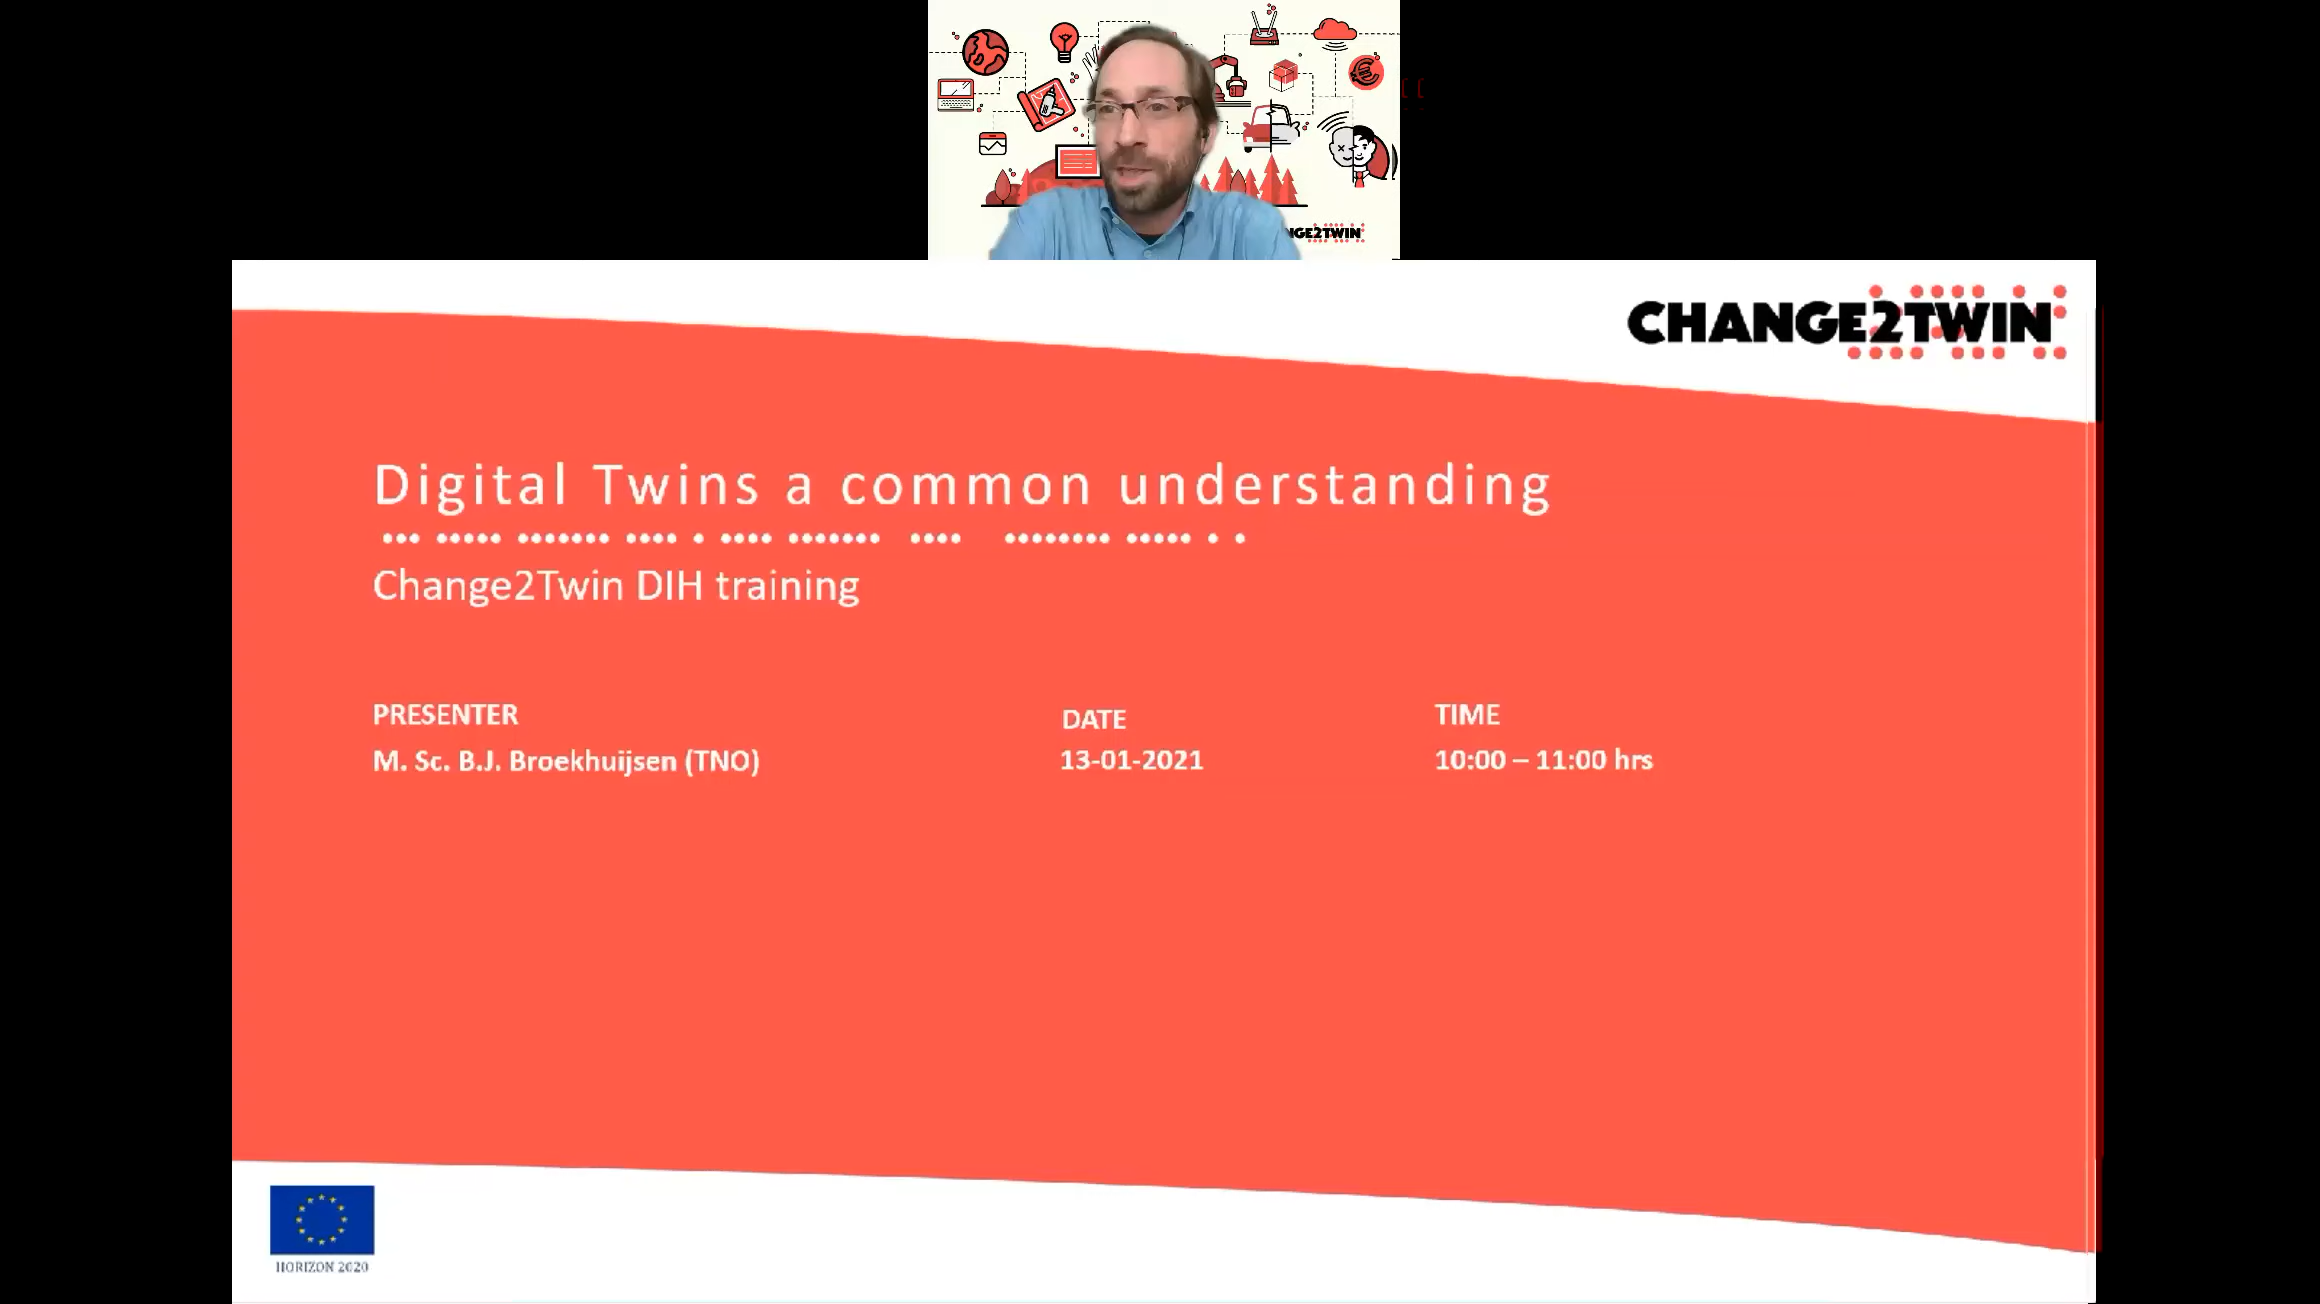 NGE2TWIN
CHANGE2TWIN
Digital Twins a common understanding
Change2Twin DIH training
PRESENTER
M. Sc. B.J. Broekhuijsen (TNO)
DATE
13-01-2021
TIME
10:00 – 11:00 hrs
HORIZON 2020